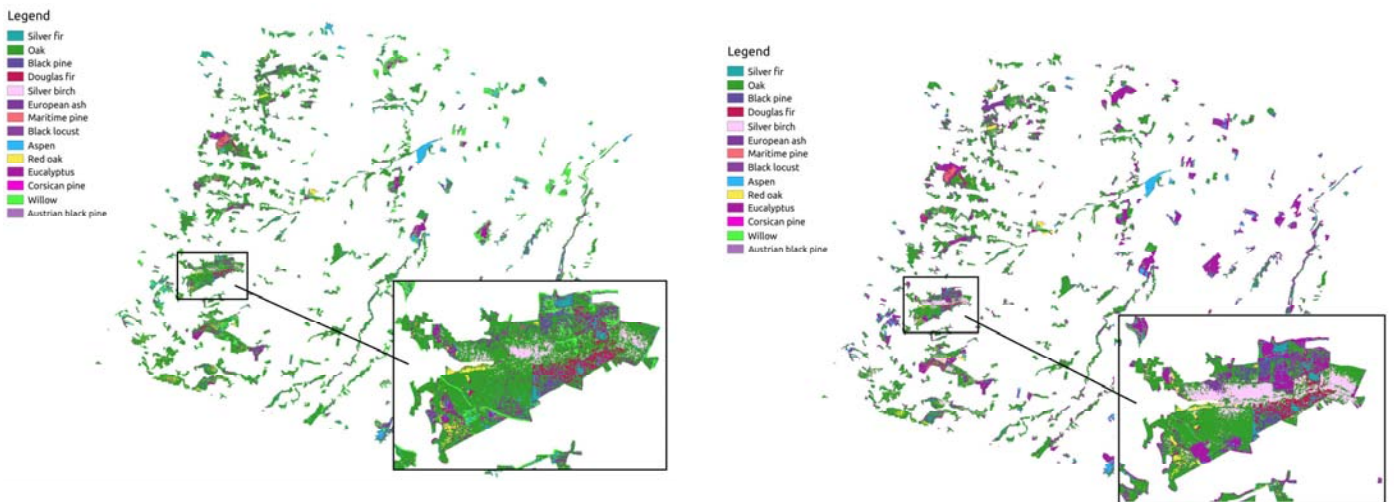 Legend
Silver fir
Oak
Black pine
Douglas fir
Silver birch
European ash
Maritime pine
Black locust
Aspen
Red oak
Eucalyptus
Corsican pine
Willow
Austrian black pine
Legend
Silver fir
Oak
Black pine
Douglas fir
Silver birch
European ash
Maritime pine
Black locust
Aspen
Red oak
Eucalyptus
Corsican pine
Willow
Austrian black pine